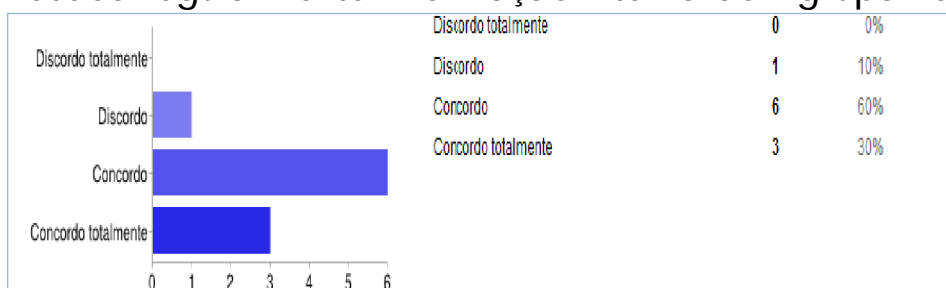 Discordo totalmente
Discordo
Concordo
Concordo totalmente
0 1 2 3 4 5 6
Discordo totalmente 0 0%
Discordo 1 10%
Concordo 6 60%
Concordo totalmente 3 30%